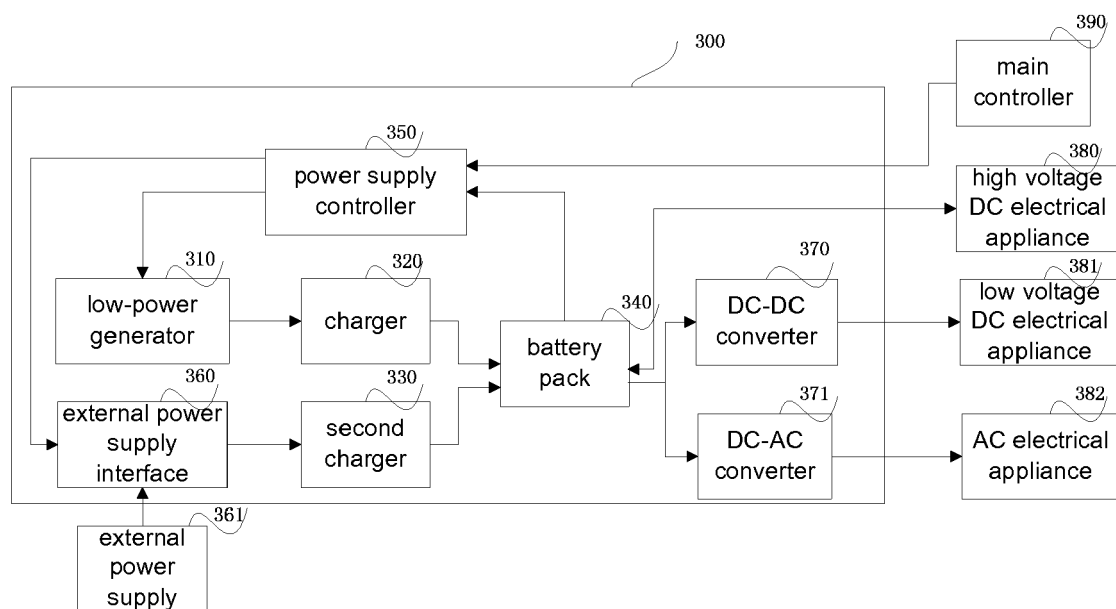 300
390
main
controller
350
power supply
controller
380
high voltage
DC electrical
appliance
310
low-power
generator
320
charger
340
battery
pack
370
DC-DC
converter
381
low voltage
DC electrical
appliance
360
external power
supply
interface
330
second
charger
371
DC-AC
converter
382
AC electrical
appliance
361
external
power
supply